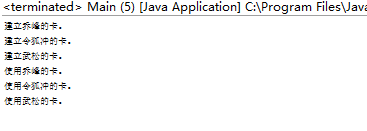 <terminated> Main (5) [Java Application] C:\Program Files\Java
建立乔峰的卡。
建立令狐冲的卡。
建立武松的卡。
使用乔峰的卡。
使用令狐冲的卡。
使用武松的卡。